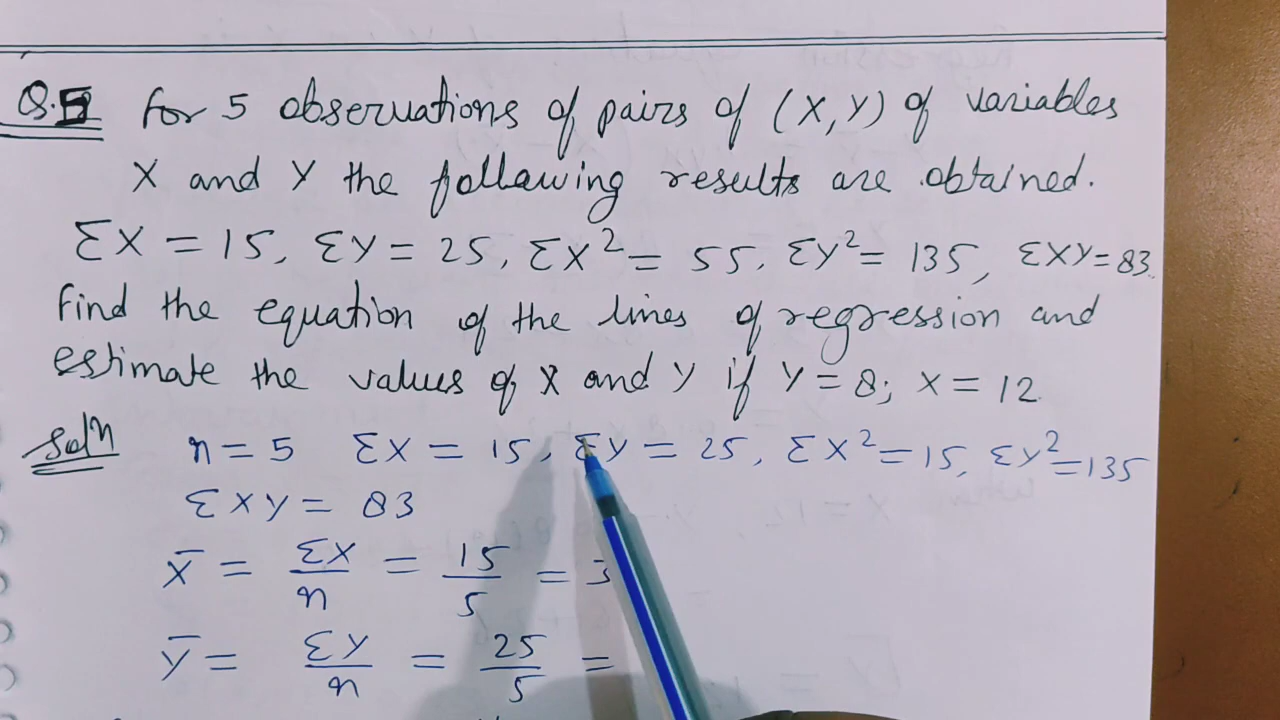 Q.5 For 5 observations of pairs of (X, Y) of variables
X and Y the following results are obtained.
ΣX = 15, ΣY = 25, ΣX² = 55, ΣY² = 135, ΣXY = 83.
Find the equation of the lines of regression and
estimate the values of X and Y if Y = 8; X = 12.
Solⁿ n = 5 ΣX = 15, ΣY = 25, ΣX² = 15, ΣY² = 135
ΣXY = 83
X̄ = ΣX/n = 15/5 = 3
Ȳ = ΣY/n = 25/5 =